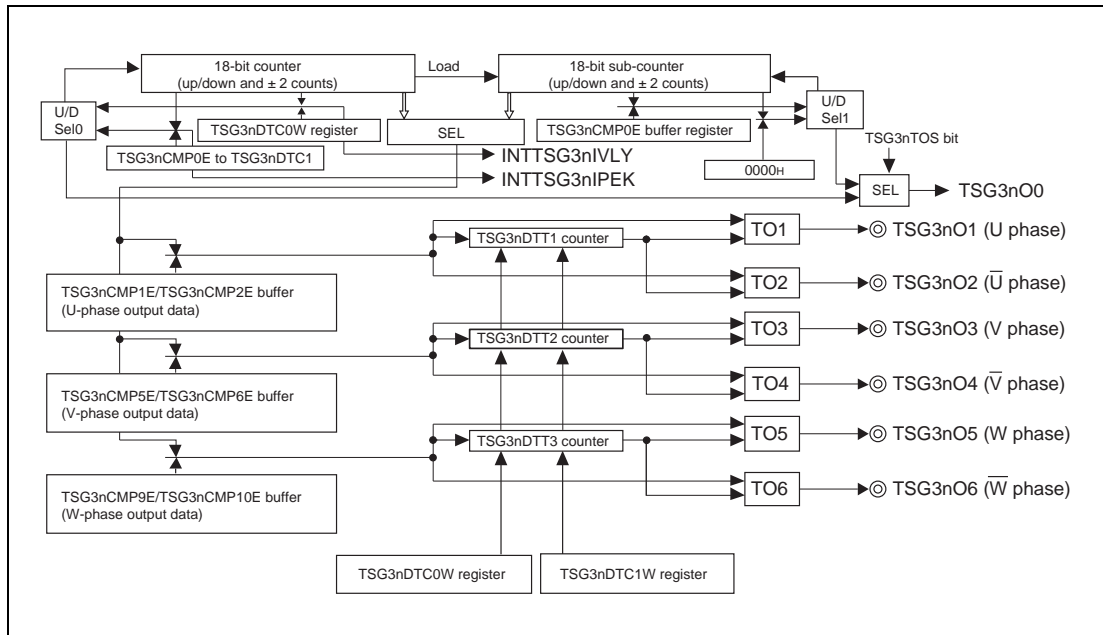 18-bit counter
(up/down and ± 2 counts)
Load
18-bit sub-counter
(up/down and ± 2 counts)
U/D
Sel0
U/D
Sel1
TSG3nDTC0W register
SEL
TSG3nCMP0E buffer register
TSG3nTOS bit
TSG3nCMP0E to TSG3nDTC1
INTTSG3nIVLY
0000H
INTTSG3nIPEK
SEL
TSG3nO0
TSG3nDTT1 counter
TO1
TSG3nO1 (U phase)
TSG3nCMP1E/TSG3nCMP2E buffer
(U-phase output data)
TO2
TSG3nO2 (U̅ phase)
TSG3nDTT2 counter
TO3
TSG3nO3 (V phase)
TSG3nCMP5E/TSG3nCMP6E buffer
(V-phase output data)
TO4
TSG3nO4 (V̅ phase)
TSG3nDTT3 counter
TO5
TSG3nO5 (W phase)
TSG3nCMP9E/TSG3nCMP10E buffer
(W-phase output data)
TO6
TSG3nO6 (W̅ phase)
TSG3nDTC0W register
TSG3nDTC1W register